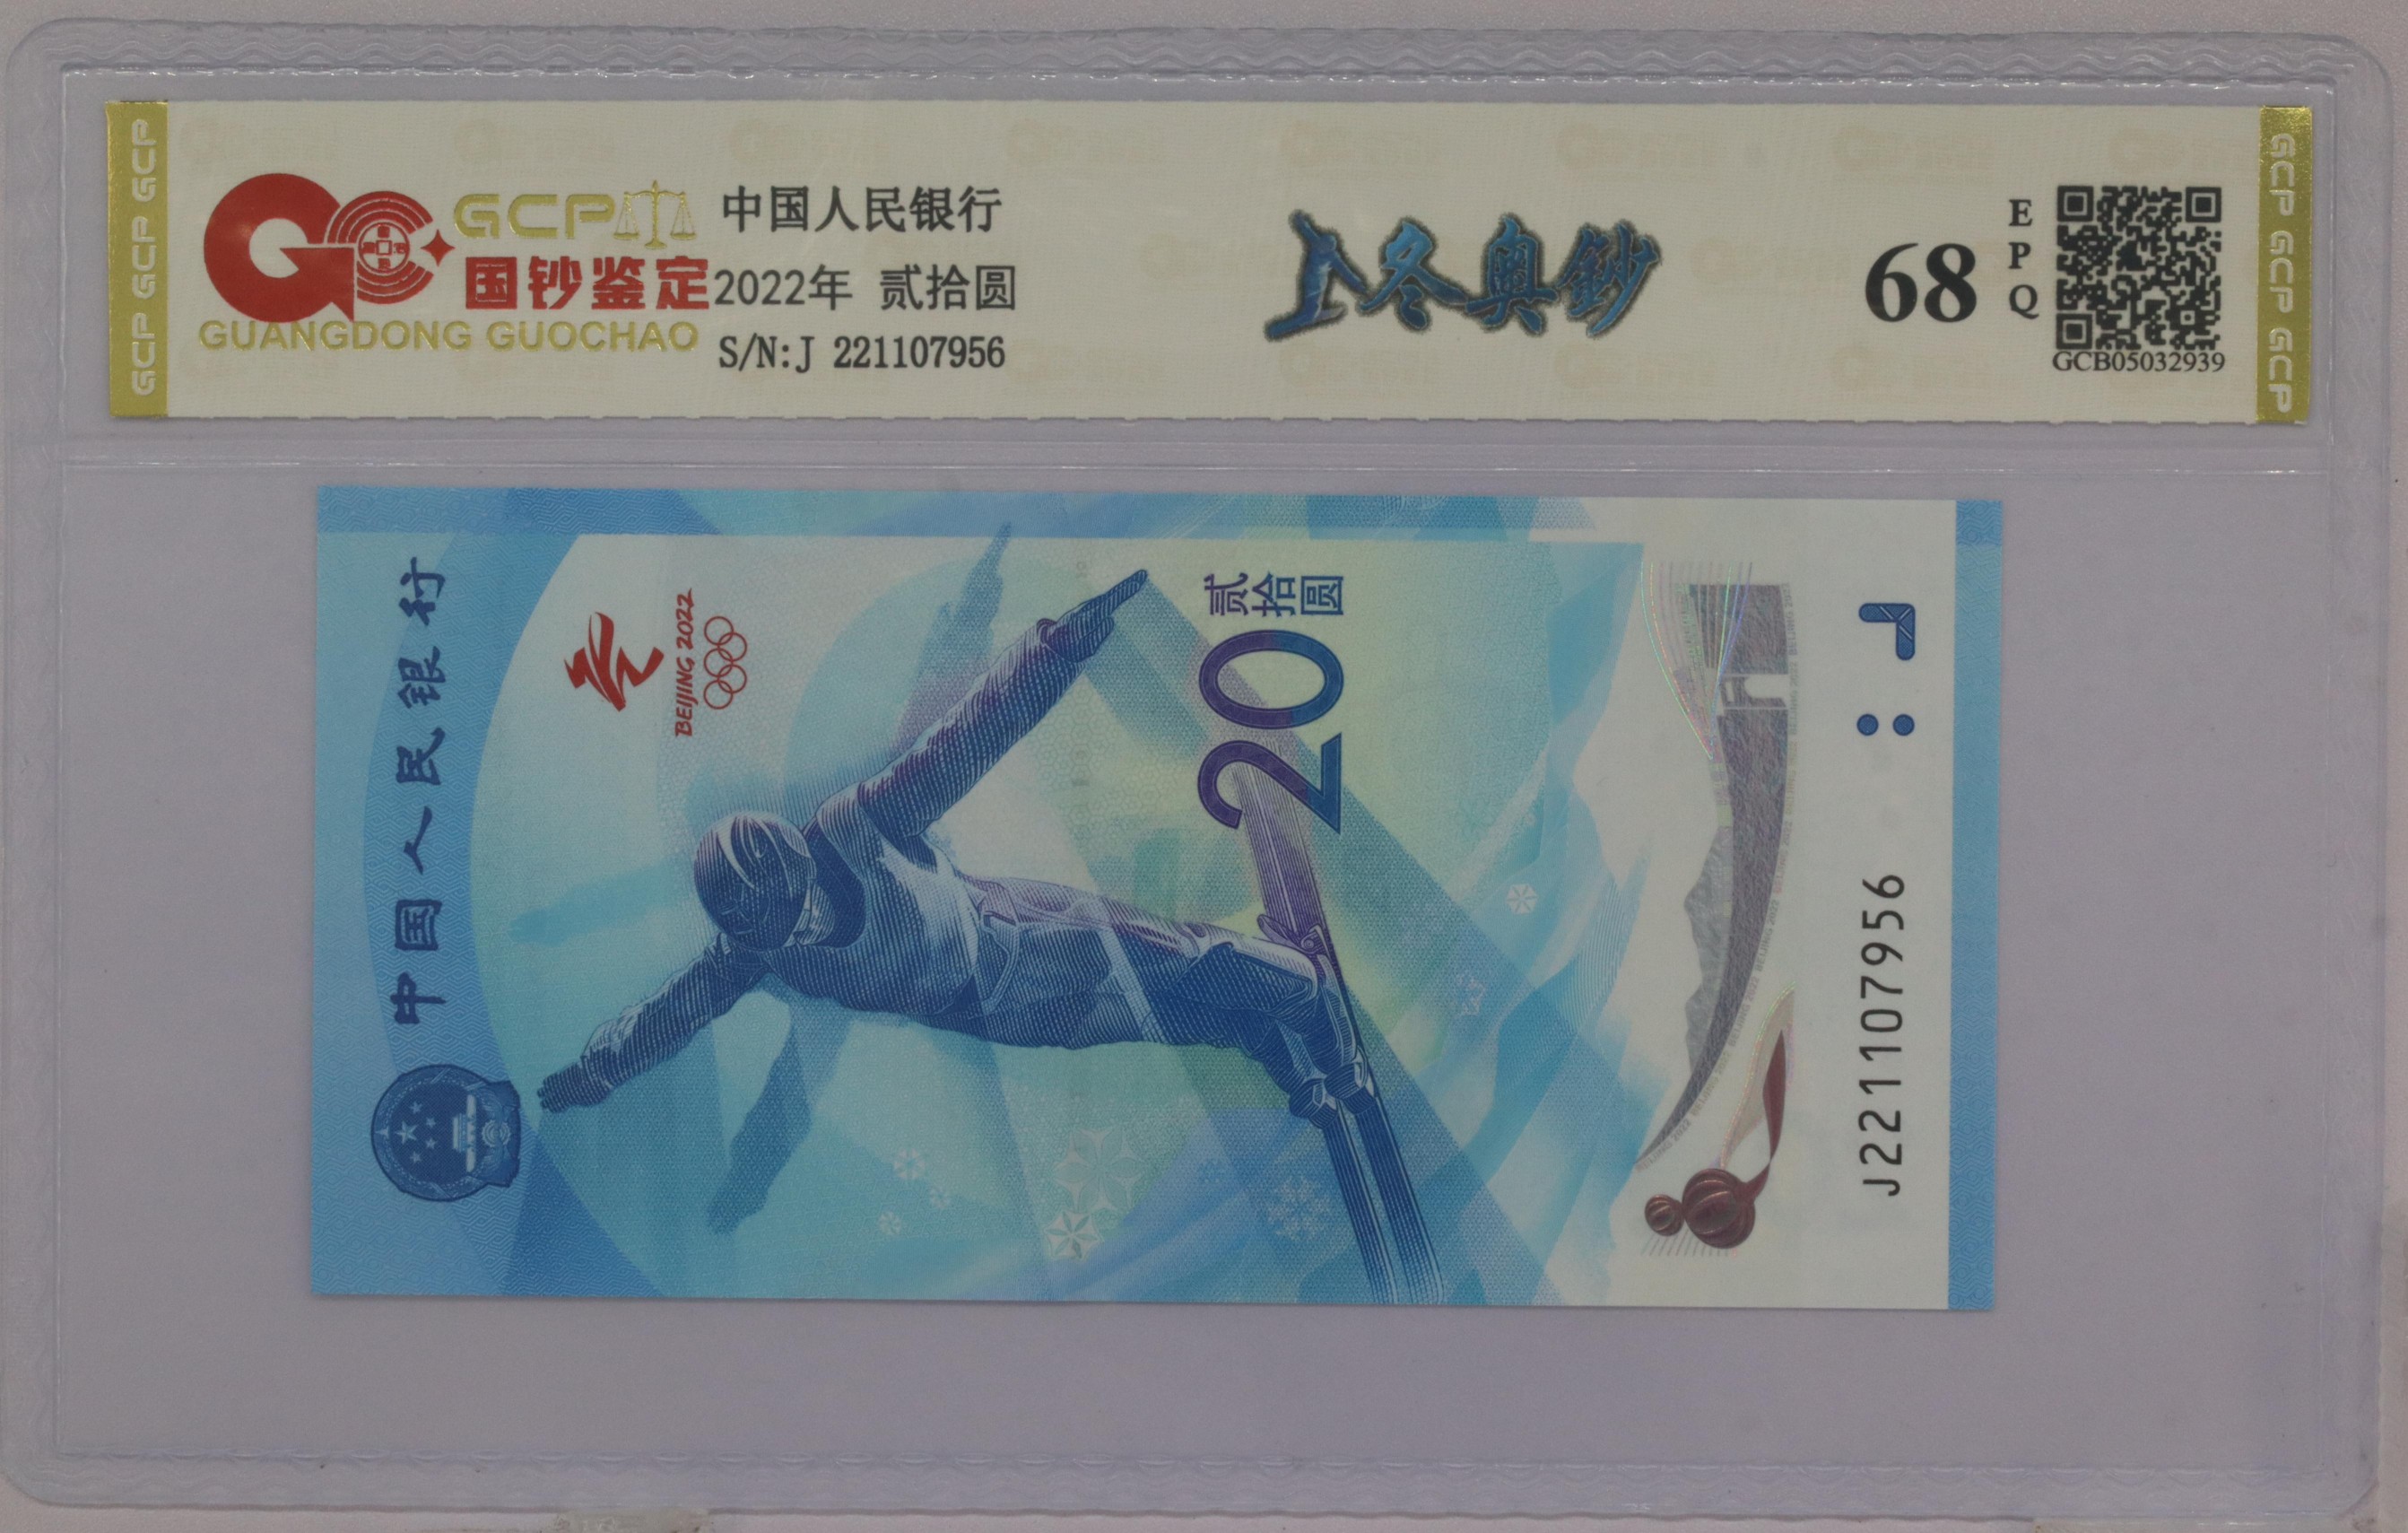 GCP GCP GCP
GCP
国钞鉴定
GUANGDONG GUOCHAO
中国人民银行
2022年 贰拾圆
S/N:J 221107956
冬奥鈔
68
EPQ
GCB05032939
GCP GCP GCP
中国人民银行
BEIJING 2022
贰拾圆
20
J221107956